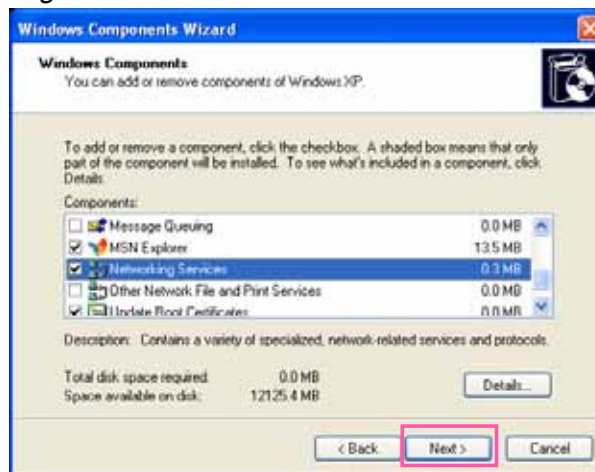 Windows Components Wizard
Windows Components
You can add or remove components of Windows XP.
To add or remove a component, click the checkbox. A shaded box means that only
part of the component will be installed. To see what's included in a component, click
Details.
Components:
Message Queuing 0.0 MB
MSN Explorer 13.5 MB
Networking Services 0.3 MB
Other Network File and Print Services 0.0 MB
Update Root Certificates 0.0 MB
Description: Contains a variety of specialized, network-related services and protocols.
Total disk space required: 0.0 MB
Space available on disk: 12125.4 MB
Details...
< Back Next > Cancel